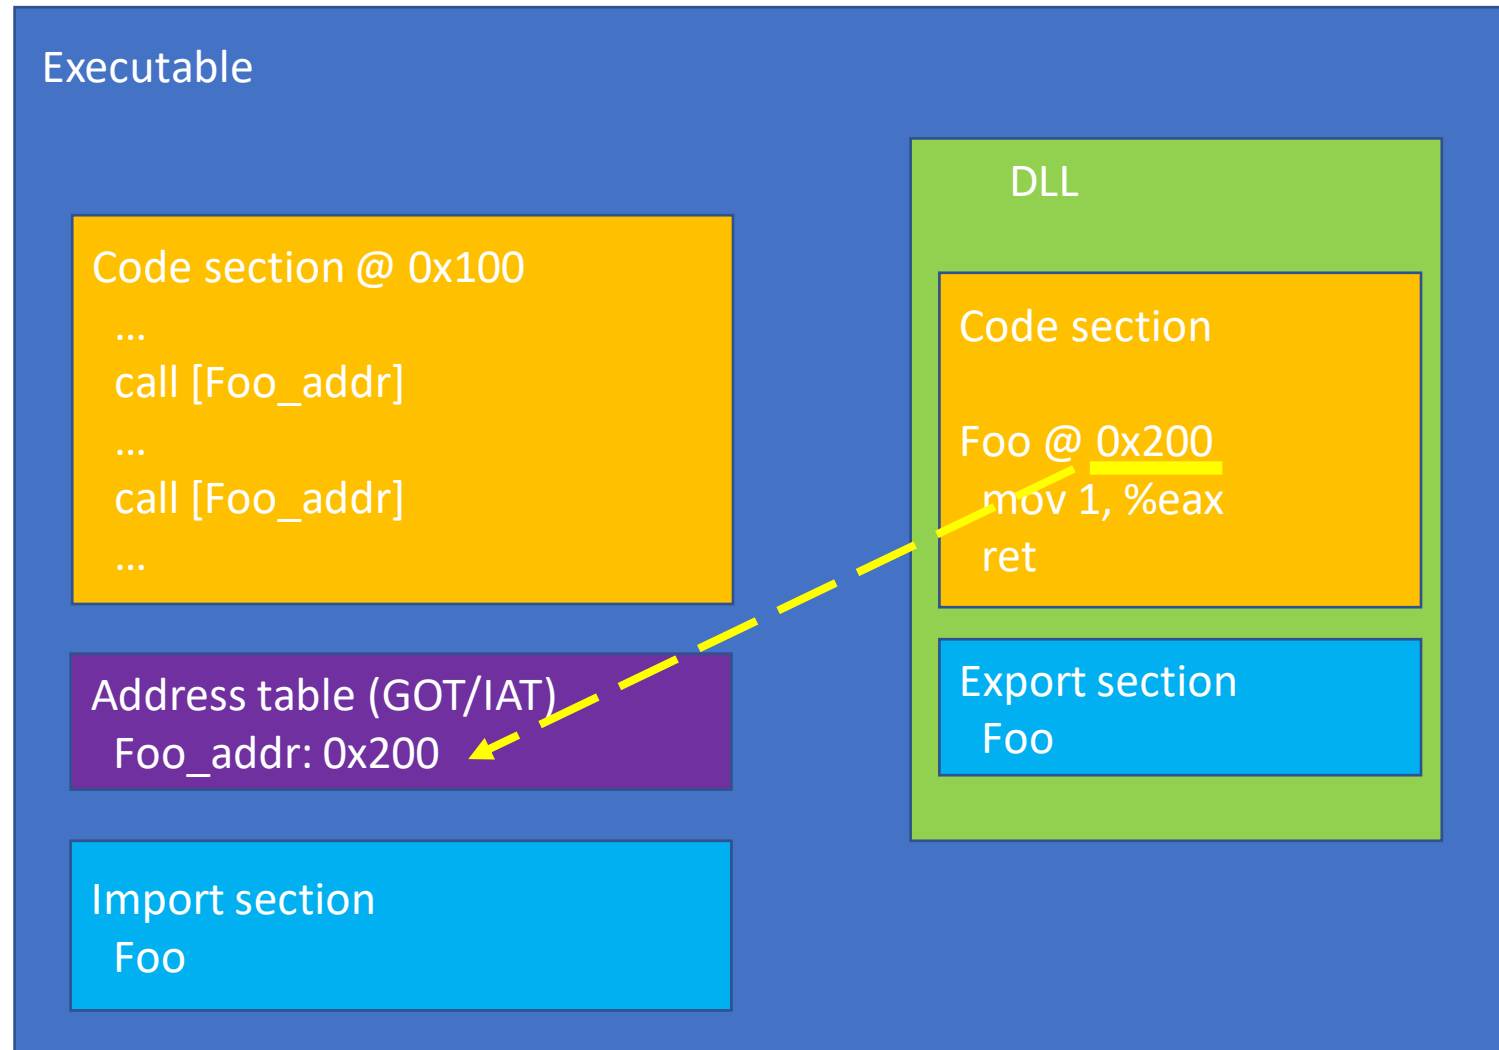 Executable
Code section @ 0x100
...
call [Foo_addr]
...
call [Foo_addr]
...
Address table (GOT/IAT)
Foo_addr: 0x200
Import section
Foo
DLL
Code section
Foo @ 0x200
mov 1, %eax
ret
Export section
Foo